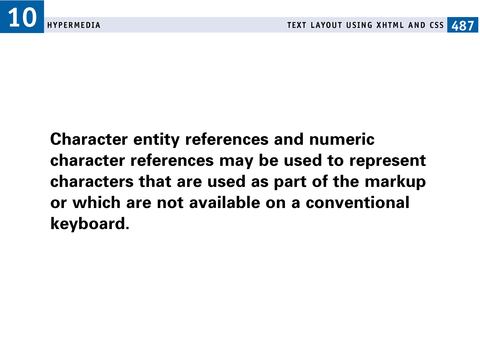 10 HYPERMEDIA TEXT LAYOUT USING XHTML AND CSS 487
Character entity references and numeric
character references may be used to represent
characters that are used as part of the markup
or which are not available on a conventional
keyboard.